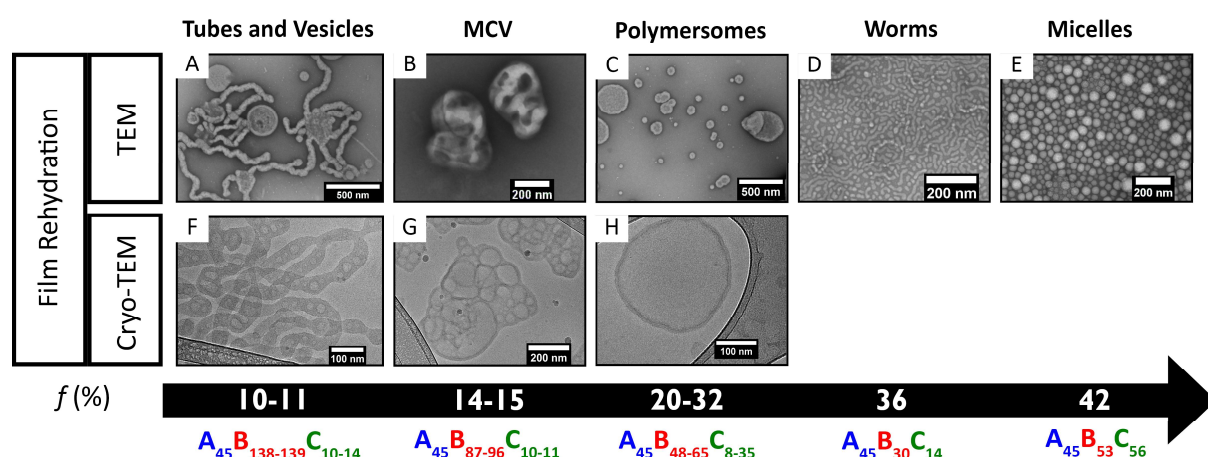 Tubes and Vesicles MCV Polymersomes Worms Micelles
Film Rehydration
TEM
A B C D E
500 nm 200 nm 500 nm 200 nm 200 nm
Cryo-TEM
F G H
100 nm 200 nm 100 nm
f (%) 10-11 14-15 20-32 36 42
A45B138-139C10-14 A45B87-96C10-11 A45B48-65C8-35 A45B30C14 A45B53C56